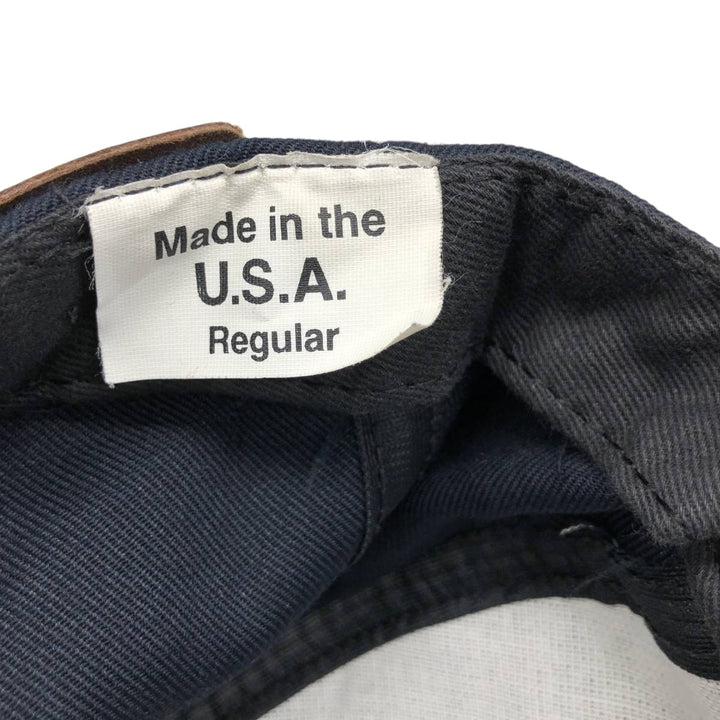 Made in the
U.S.A.
Regular